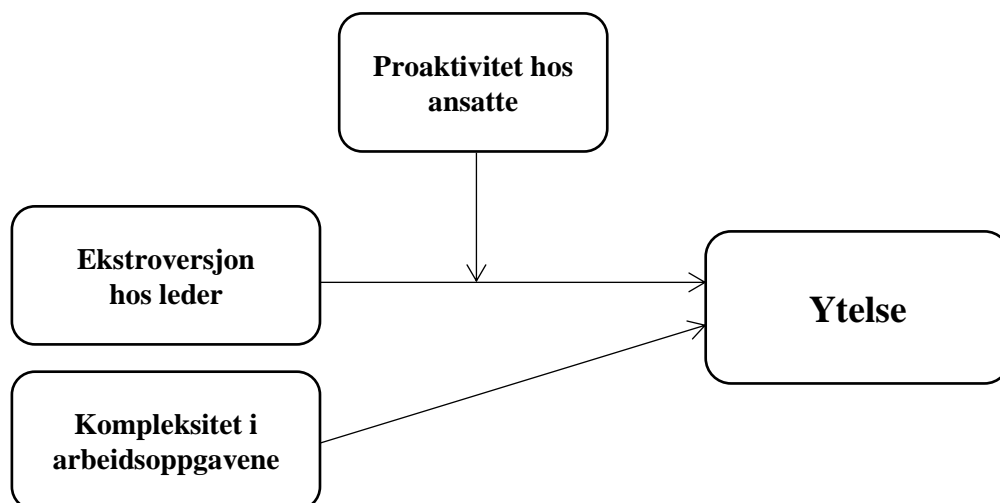 Proaktivitet hos
ansatte
Ekstroversjon
hos leder
Ytelse
Kompleksitet i
arbeidsoppgavene